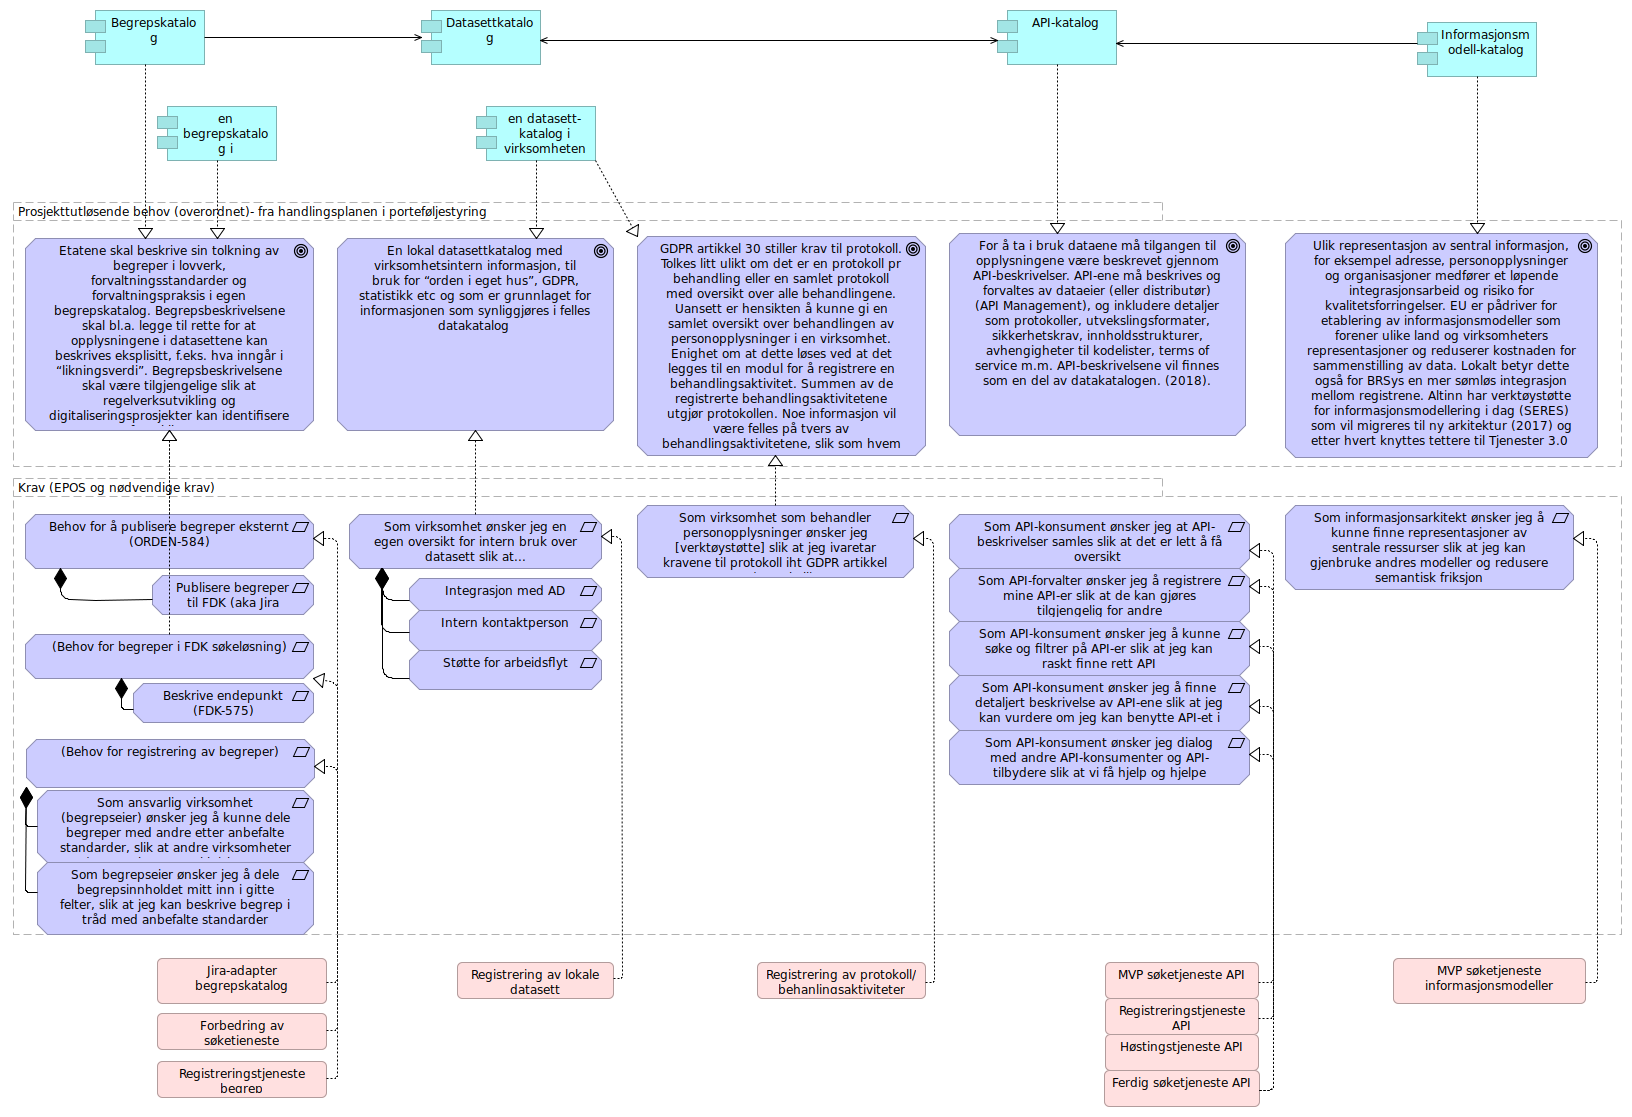 Begrepskatalo
g
Datasettkatalo
g
API-katalog
Informasjonsm
odell-katalog
en
begrepskatalo
g i
en datasett-
katalog i
virksomheten
Prosjekttutløsende behov (overordnet)- fra handlingsplanen i porteføljestyring
Etatene skal beskrive sin tolkning av
begreper i lovverk,
forvaltningsstandarder og
forvaltningspraksis i egen
begrepskatalog. Begrepsbeskrivelsene
skal bl.a. legge til rette for at
opplysningene i datasettene kan
beskrives eksplisitt, f.eks. hva inngår i
“likningsverdi”. Begrepsbeskrivelsene
skal være tilgjengelige slik at
regelverksutvikling og
digitaliseringsprosjekter kan identifisere
En lokal datasettkatalog med
virksomhetsintern informasjon, til
bruk for “orden i eget hus”, GDPR,
statistikk etc og som er grunnlaget for
informasjonen som synliggjøres i felles
datakatalog
GDPR artikkel 30 stiller krav til protokoll.
Tolkes litt ulikt om det er en protokoll pr
behandling eller en samlet protokoll
med oversikt over alle behandlingene.
Uansett er hensikten å kunne gi en
samlet oversikt over behandlingen av
personopplysninger i en virksomhet.
Enighet om at dette løses ved at det
legges til en modul for å registrere en
behandlingsaktivitet. Summen av de
registrerte behandlingsaktivitetene
utgjør protokollen. Noe informasjon vil
være felles på tvers av
behandlingsaktivitetene, slik som hvem
For å ta i bruk dataene må tilgangen til
opplysningene være beskrevet gjennom
API-beskrivelser. API-ene må beskrives og
forvaltes av dataeier (eller distributør)
(API Management), og inkludere detaljer
som protokoller, utvekslingsformater,
sikkerhetskrav, innholdsstrukturer,
avhengigheter til kodelister, terms of
service m.m. API-beskrivelsene vil finnes
som en del av datakatalogen. (2018).
Ulik representasjon av sentral informasjon,
for eksempel adresse, personopplysninger
og organisasjoner medfører et løpende
integrasjonsarbeid og risiko for
kvalitetsforringelser. EU er pådriver for
etablering av informasjonsmodeller som
forener ulike land og virksomheters
representasjoner og reduserer kostnaden for
sammenstilling av data. Lokalt betyr dette
også for BRSys en mer sømløs integrasjon
mellom registrene. Altinn har verktøystøtte
for informasjonsmodellering i dag (SERES)
som vil migreres til ny arkitektur (2017) og
etter hvert knyttes tettere til Tjenester 3.0
Krav (EPOS og nødvendige krav)
Behov for å publisere begreper eksternt
(ORDEN-584)
Publisere begreper
til FDK (aka Jira
(Behov for begreper i FDK søkeløsning)
Beskrive endepunkt
(FDK-575)
(Behov for registrering av begreper)
Som ansvarlig virksomhet
(begrepseier) ønsker jeg å kunne dele
begreper med andre etter anbefalte
standarder, slik at andre virksomheter
Som begrepseier ønsker jeg å dele
begrepsinnholdet mitt inn i gitte
felter, slik at jeg kan beskrive begrep i
tråd med anbefalte standarder
Som virksomhet ønsker jeg en
egen oversikt for intern bruk over
datasett slik at...
Integrasjon med AD
Intern kontaktperson
Støtte for arbeidsflyt
Som virksomhet som behandler
personopplysninger ønsker jeg
[verktøystøtte] slik at jeg ivaretar
kravene til protokoll iht GDPR artikkel
Som API-konsument ønsker jeg at API-
beskrivelser samles slik at det er lett å få
oversikt
Som API-forvalter ønsker jeg å registrere
mine API-er slik at de kan gjøres
tilgjengelig for andre
Som API-konsument ønsker jeg å kunne
søke og filtrer på API-er slik at jeg kan
raskt finne rett API
Som API-konsument ønsker jeg å finne
detaljert beskrivelse av API-ene slik at jeg
kan vurdere om jeg kan benytte API-et i
Som API-konsument ønsker jeg dialog
med andre API-konsumenter og API-
tilbydere slik at vi få hjelp og hjelpe
Som informasjonsarkitekt ønsker jeg å
kunne finne representasjoner av
sentrale ressurser slik at jeg kan
gjenbruke andres modeller og redusere
semantisk friksjon
Jira-adapter
begrepskatalog
Forbedring av
søketjeneste
Registreringstjeneste
begrep
Registrering av lokale
datasett
Registrering av protokoll/
behanlingsaktiviteter
MVP søketjeneste API
Registreringstjeneste
API
Høstingstjeneste API
Ferdig søketjeneste API
MVP søketjeneste
informasjonsmodeller